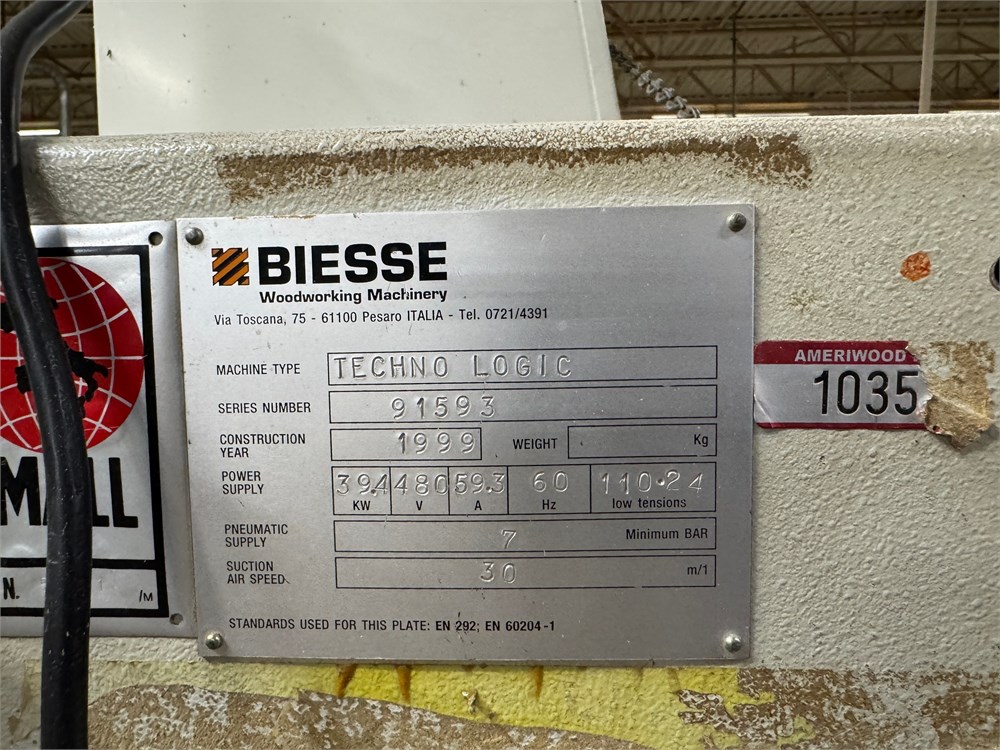 BIESSE
Woodworking Machinery
Via Toscana, 75 - 61100 Pesaro ITALIA - Tel. 0721/4391
MACHINE TYPE TECHNO LOGIC
SERIES NUMBER 91593
CONSTRUCTION YEAR 1999 WEIGHT Kg
POWER SUPPLY 39.4 480 59.3 60 110·24
KW V A Hz low tensions
PNEUMATIC SUPPLY 7 Minimum BAR
SUCTION AIR SPEED 30 m/1
STANDARDS USED FOR THIS PLATE: EN 292; EN 60204-1
AMERIWOOD
1035
N. /M